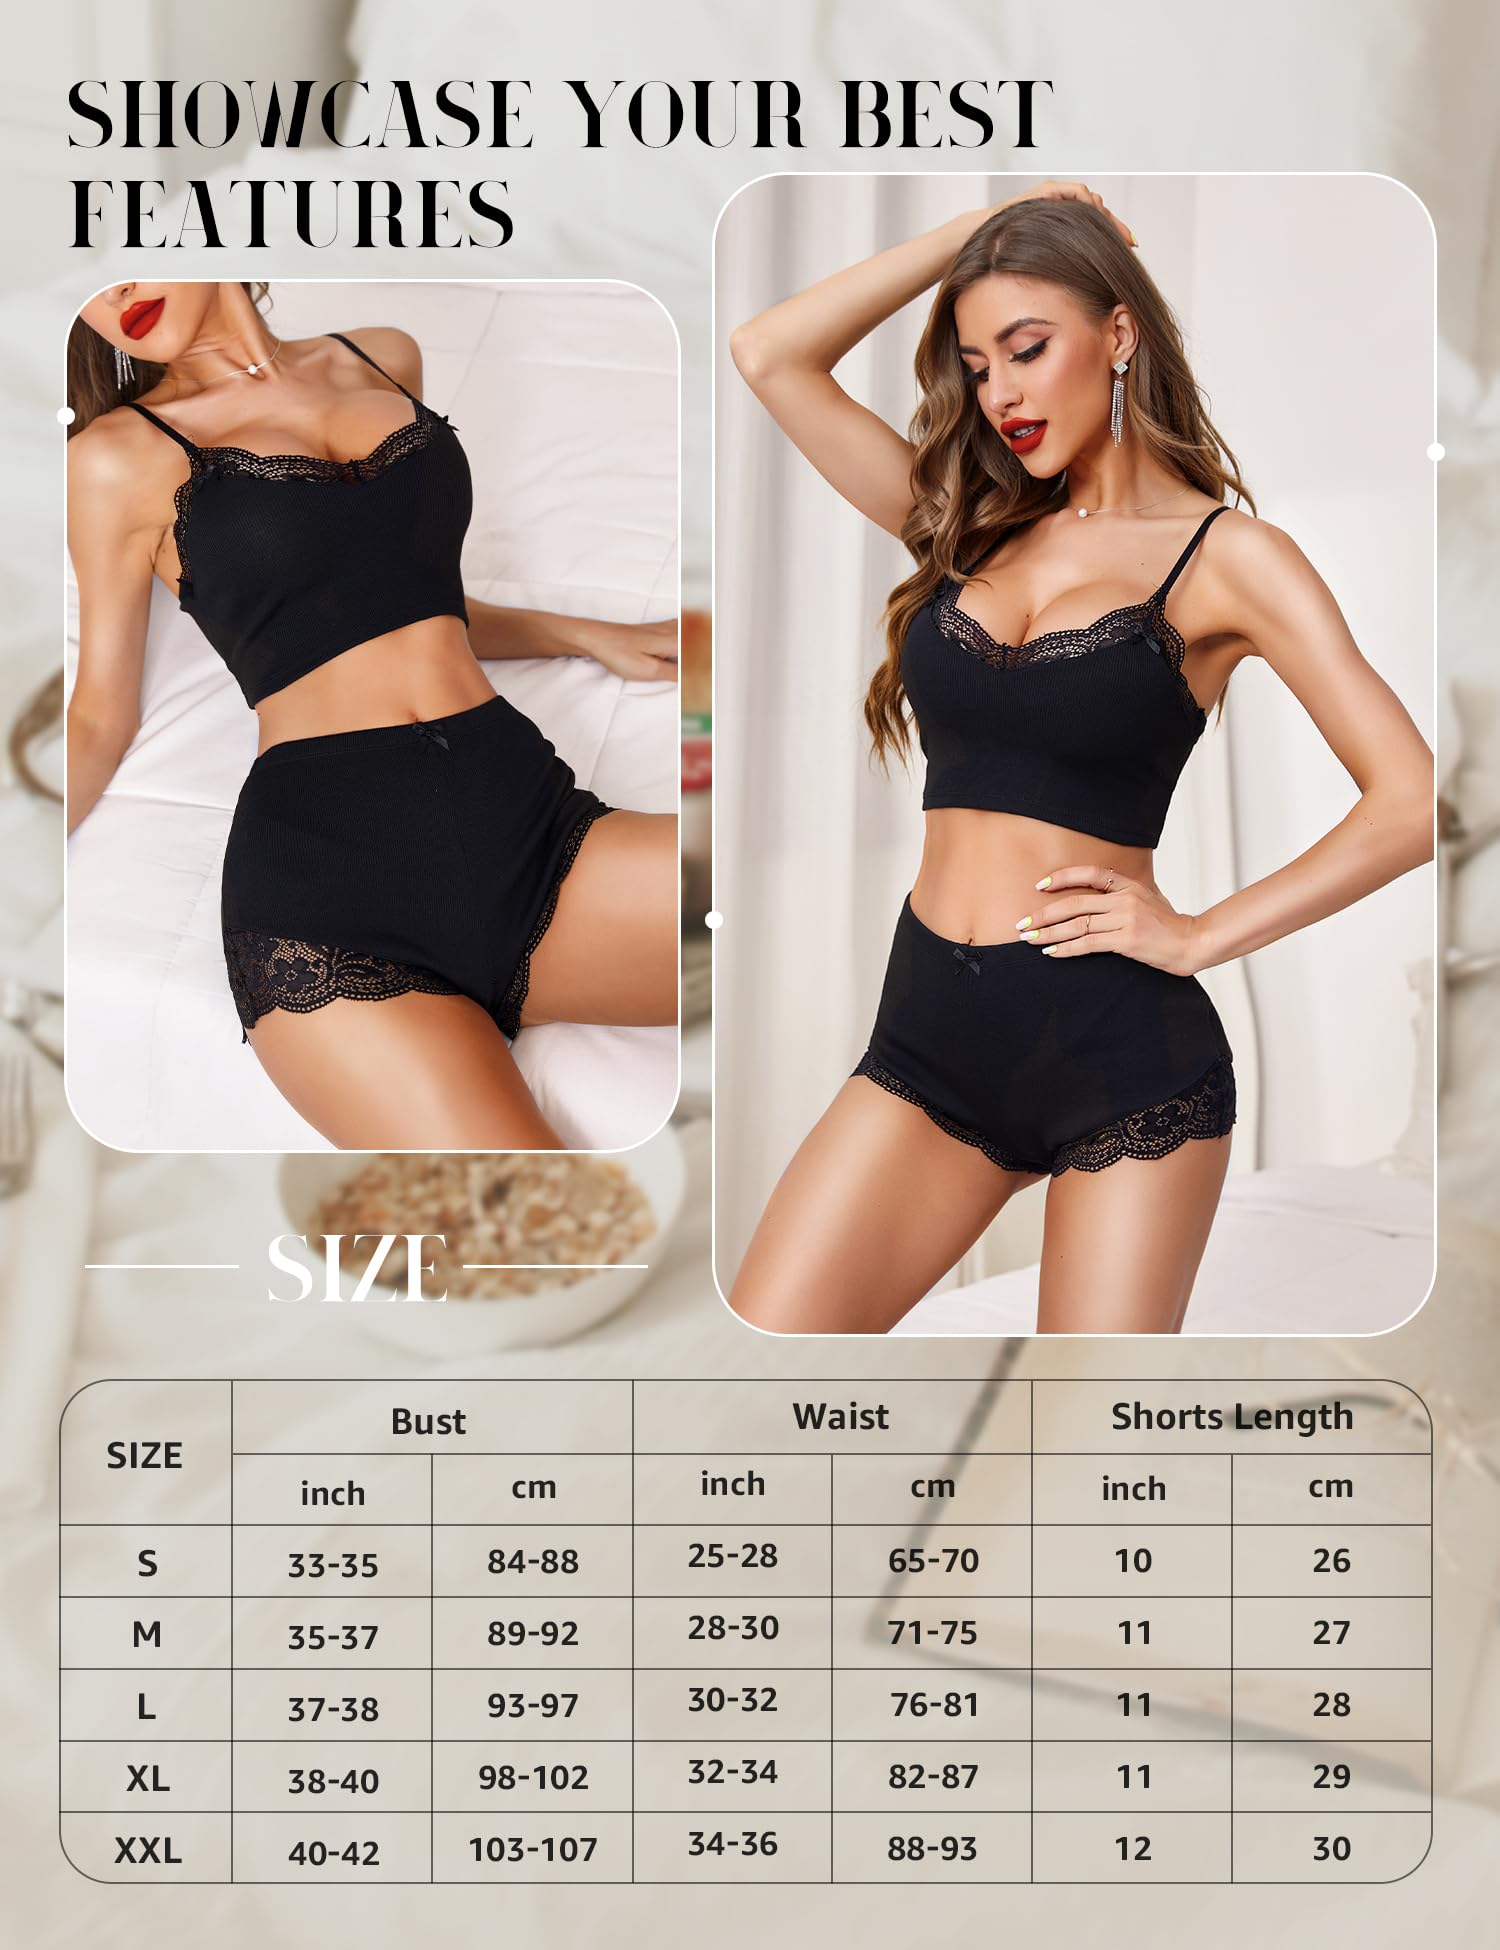 SHOWCASE YOUR BEST
FEATURES
SIZE
SIZE Bust Waist Shorts Length
inch cm inch cm inch cm
S 33-35 84-88 25-28 65-70 10 26
M 35-37 89-92 28-30 71-75 11 27
L 37-38 93-97 30-32 76-81 11 28
XL 38-40 98-102 32-34 82-87 11 29
XXL 40-42 103-107 34-36 88-93 12 30